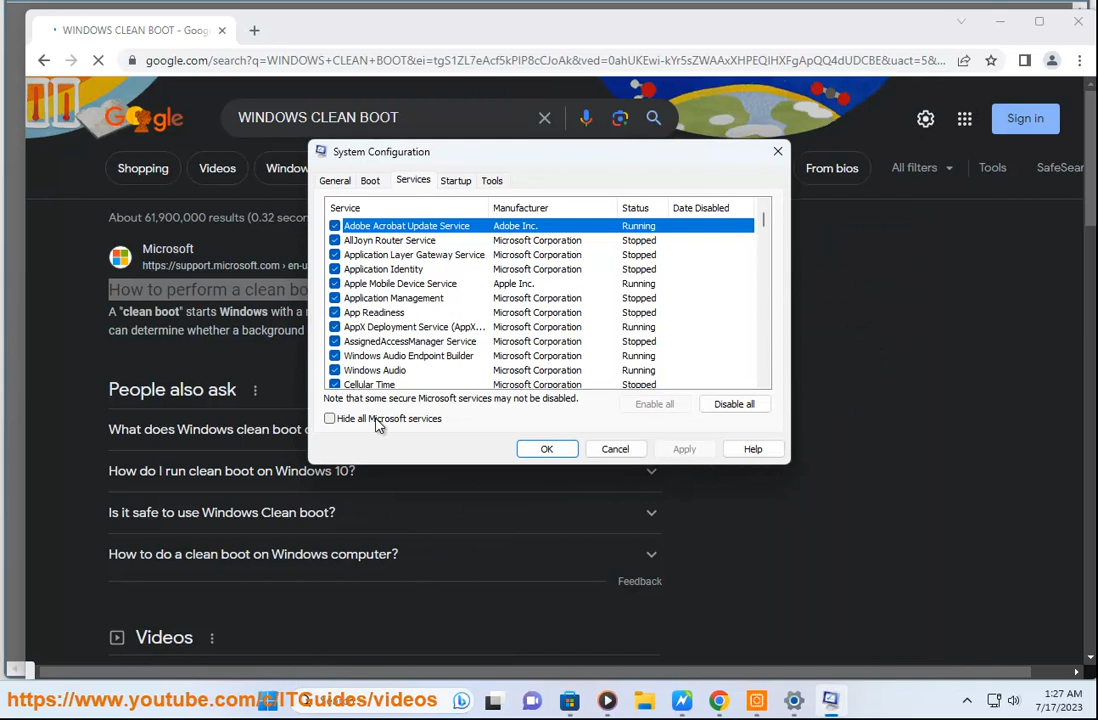 WINDOWS CLEAN BOOT - Goog
google.com/search?q=WINDOWS+CLEAN+BOOT&ei=tgS1ZL7eAcf5kPIP8cCJoAk&ved=0ahUKEwi-kYr5sZWAAxXHPEQIHXFgApQQ4dUDCBE&uact=5&...
Google
WINDOWS CLEAN BOOT
Sign in
Shopping
Videos
Window
From bios
All filters
Tools
SafeSear
About 61,900,000 results (0.32 secon
Microsoft
https://support.microsoft.com › en-u
How to perform a clean bo
A "clean boot" starts Windows with a
can determine whether a background
People also ask
What does Windows clean boot
How do I run clean boot on Windows 10?
Is it safe to use Windows Clean boot?
How to do a clean boot on Windows computer?
Feedback
Videos
System Configuration
General Boot Services Startup Tools
Service Manufacturer Status Date Disabled
Adobe Acrobat Update Service Adobe Inc. Running
AllJoyn Router Service Microsoft Corporation Stopped
Application Layer Gateway Service Microsoft Corporation Stopped
Application Identity Microsoft Corporation Stopped
Apple Mobile Device Service Apple Inc. Running
Application Management Microsoft Corporation Stopped
App Readiness Microsoft Corporation Stopped
AppX Deployment Service (AppX... Microsoft Corporation Running
AssignedAccessManager Service Microsoft Corporation Stopped
Windows Audio Endpoint Builder Microsoft Corporation Running
Windows Audio Microsoft Corporation Running
Cellular Time Microsoft Corporation Stopped
Note that some secure Microsoft services may not be disabled.
Enable all
Disable all
Hide all Microsoft services
OK
Cancel
Apply
Help
https://www.youtube.com/c/ITGuides/videos
1:27 AM
7/17/2023